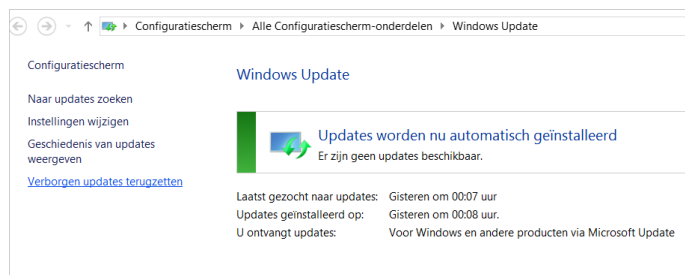 Configuratiescherm ▸ Alle Configuratiescherm-onderdelen ▸ Windows Update
Configuratiescherm
Naar updates zoeken
Instellingen wijzigen
Geschiedenis van updates
weergeven
Verborgen updates terugzetten
Windows Update
Updates worden nu automatisch geïnstalleerd
Er zijn geen updates beschikbaar.
Laatst gezocht naar updates: Gisteren om 00:07 uur
Updates geïnstalleerd op: Gisteren om 00:08 uur.
U ontvangt updates: Voor Windows en andere producten via Microsoft Update